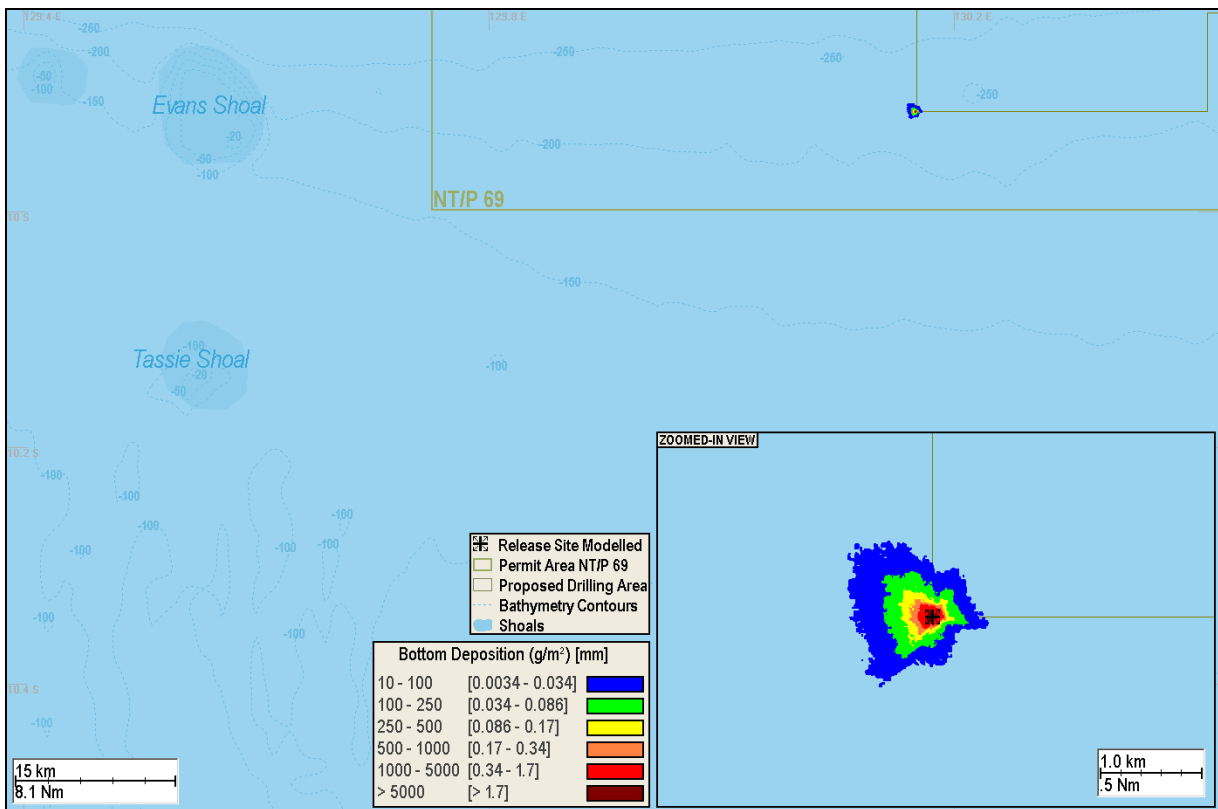 129.4 E
129.8 E
130.2 E
-250
-200
-50
-100
-150
Evans Shoal
-20
-50
-100
-250
-250
-250
-200
NT/P 69
10 S
-150
Tassie Shoal
-100
-20
-50
-100
10.2 S
-100
-100
-100
-100
-100
-100
-100
-100
-100
10.4 S
-100
ZOOMED-IN VIEW
Release Site Modelled
Permit Area NT/P 69
Proposed Drilling Area
Bathymetry Contours
Shoals
Bottom Deposition (g/m²) [mm]
10 - 100 [0.0034 - 0.034]
100 - 250 [0.034 - 0.086]
250 - 500 [0.086 - 0.17]
500 - 1000 [0.17 - 0.34]
1000 - 5000 [0.34 - 1.7]
> 5000 [> 1.7]
15 km
8.1 Nm
1.0 km
.5 Nm